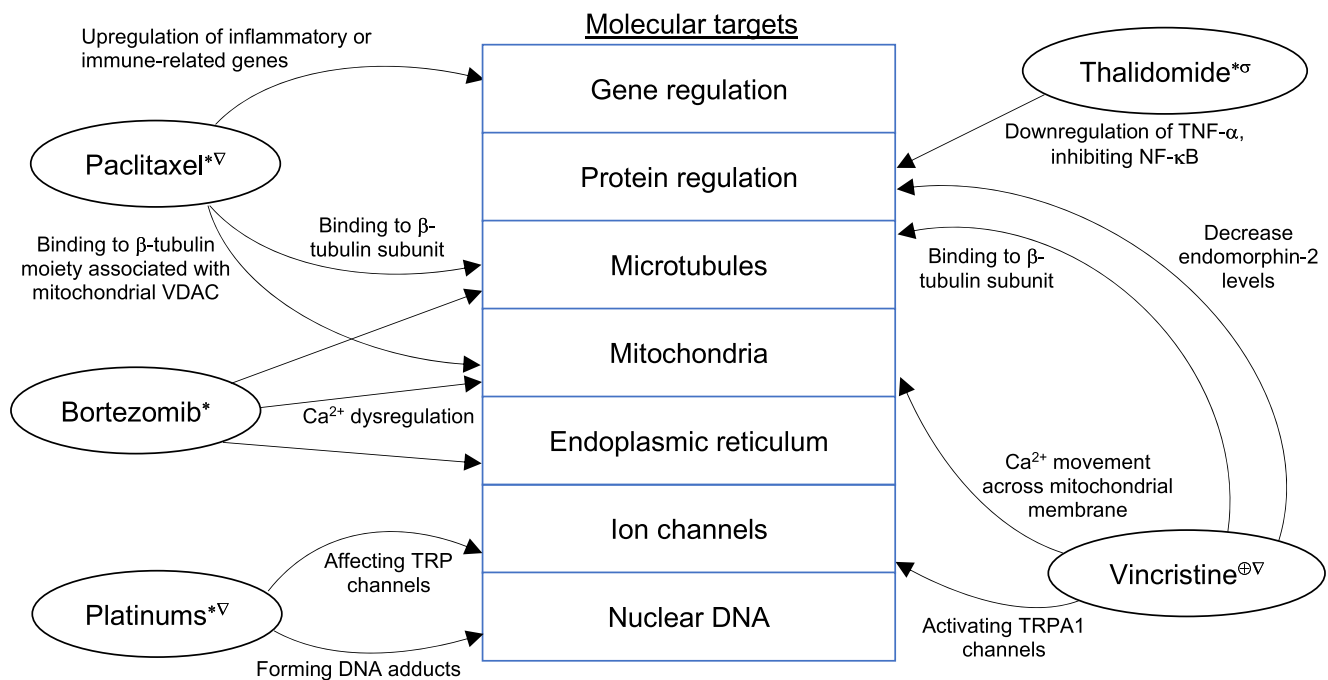 Molecular targets
Upregulation of inflammatory or
immune-related genes
Paclitaxel*∇
Binding to β-tubulin
moiety associated with
mitochondrial VDAC
Binding to β-
tubulin subunit
Bortezomib*
Ca²⁺ dysregulation
Platinums*∇
Affecting TRP
channels
Forming DNA adducts
Gene regulation
Protein regulation
Microtubules
Mitochondria
Endoplasmic reticulum
Ion channels
Nuclear DNA
Thalidomide*σ
Downregulation of TNF-α,
inhibiting NF-κB
Binding to β-
tubulin subunit
Decrease
endomorphin-2
levels
Ca²⁺ movement
across mitochondrial
membrane
Vincristine⊕∇
Activating TRPA1
channels